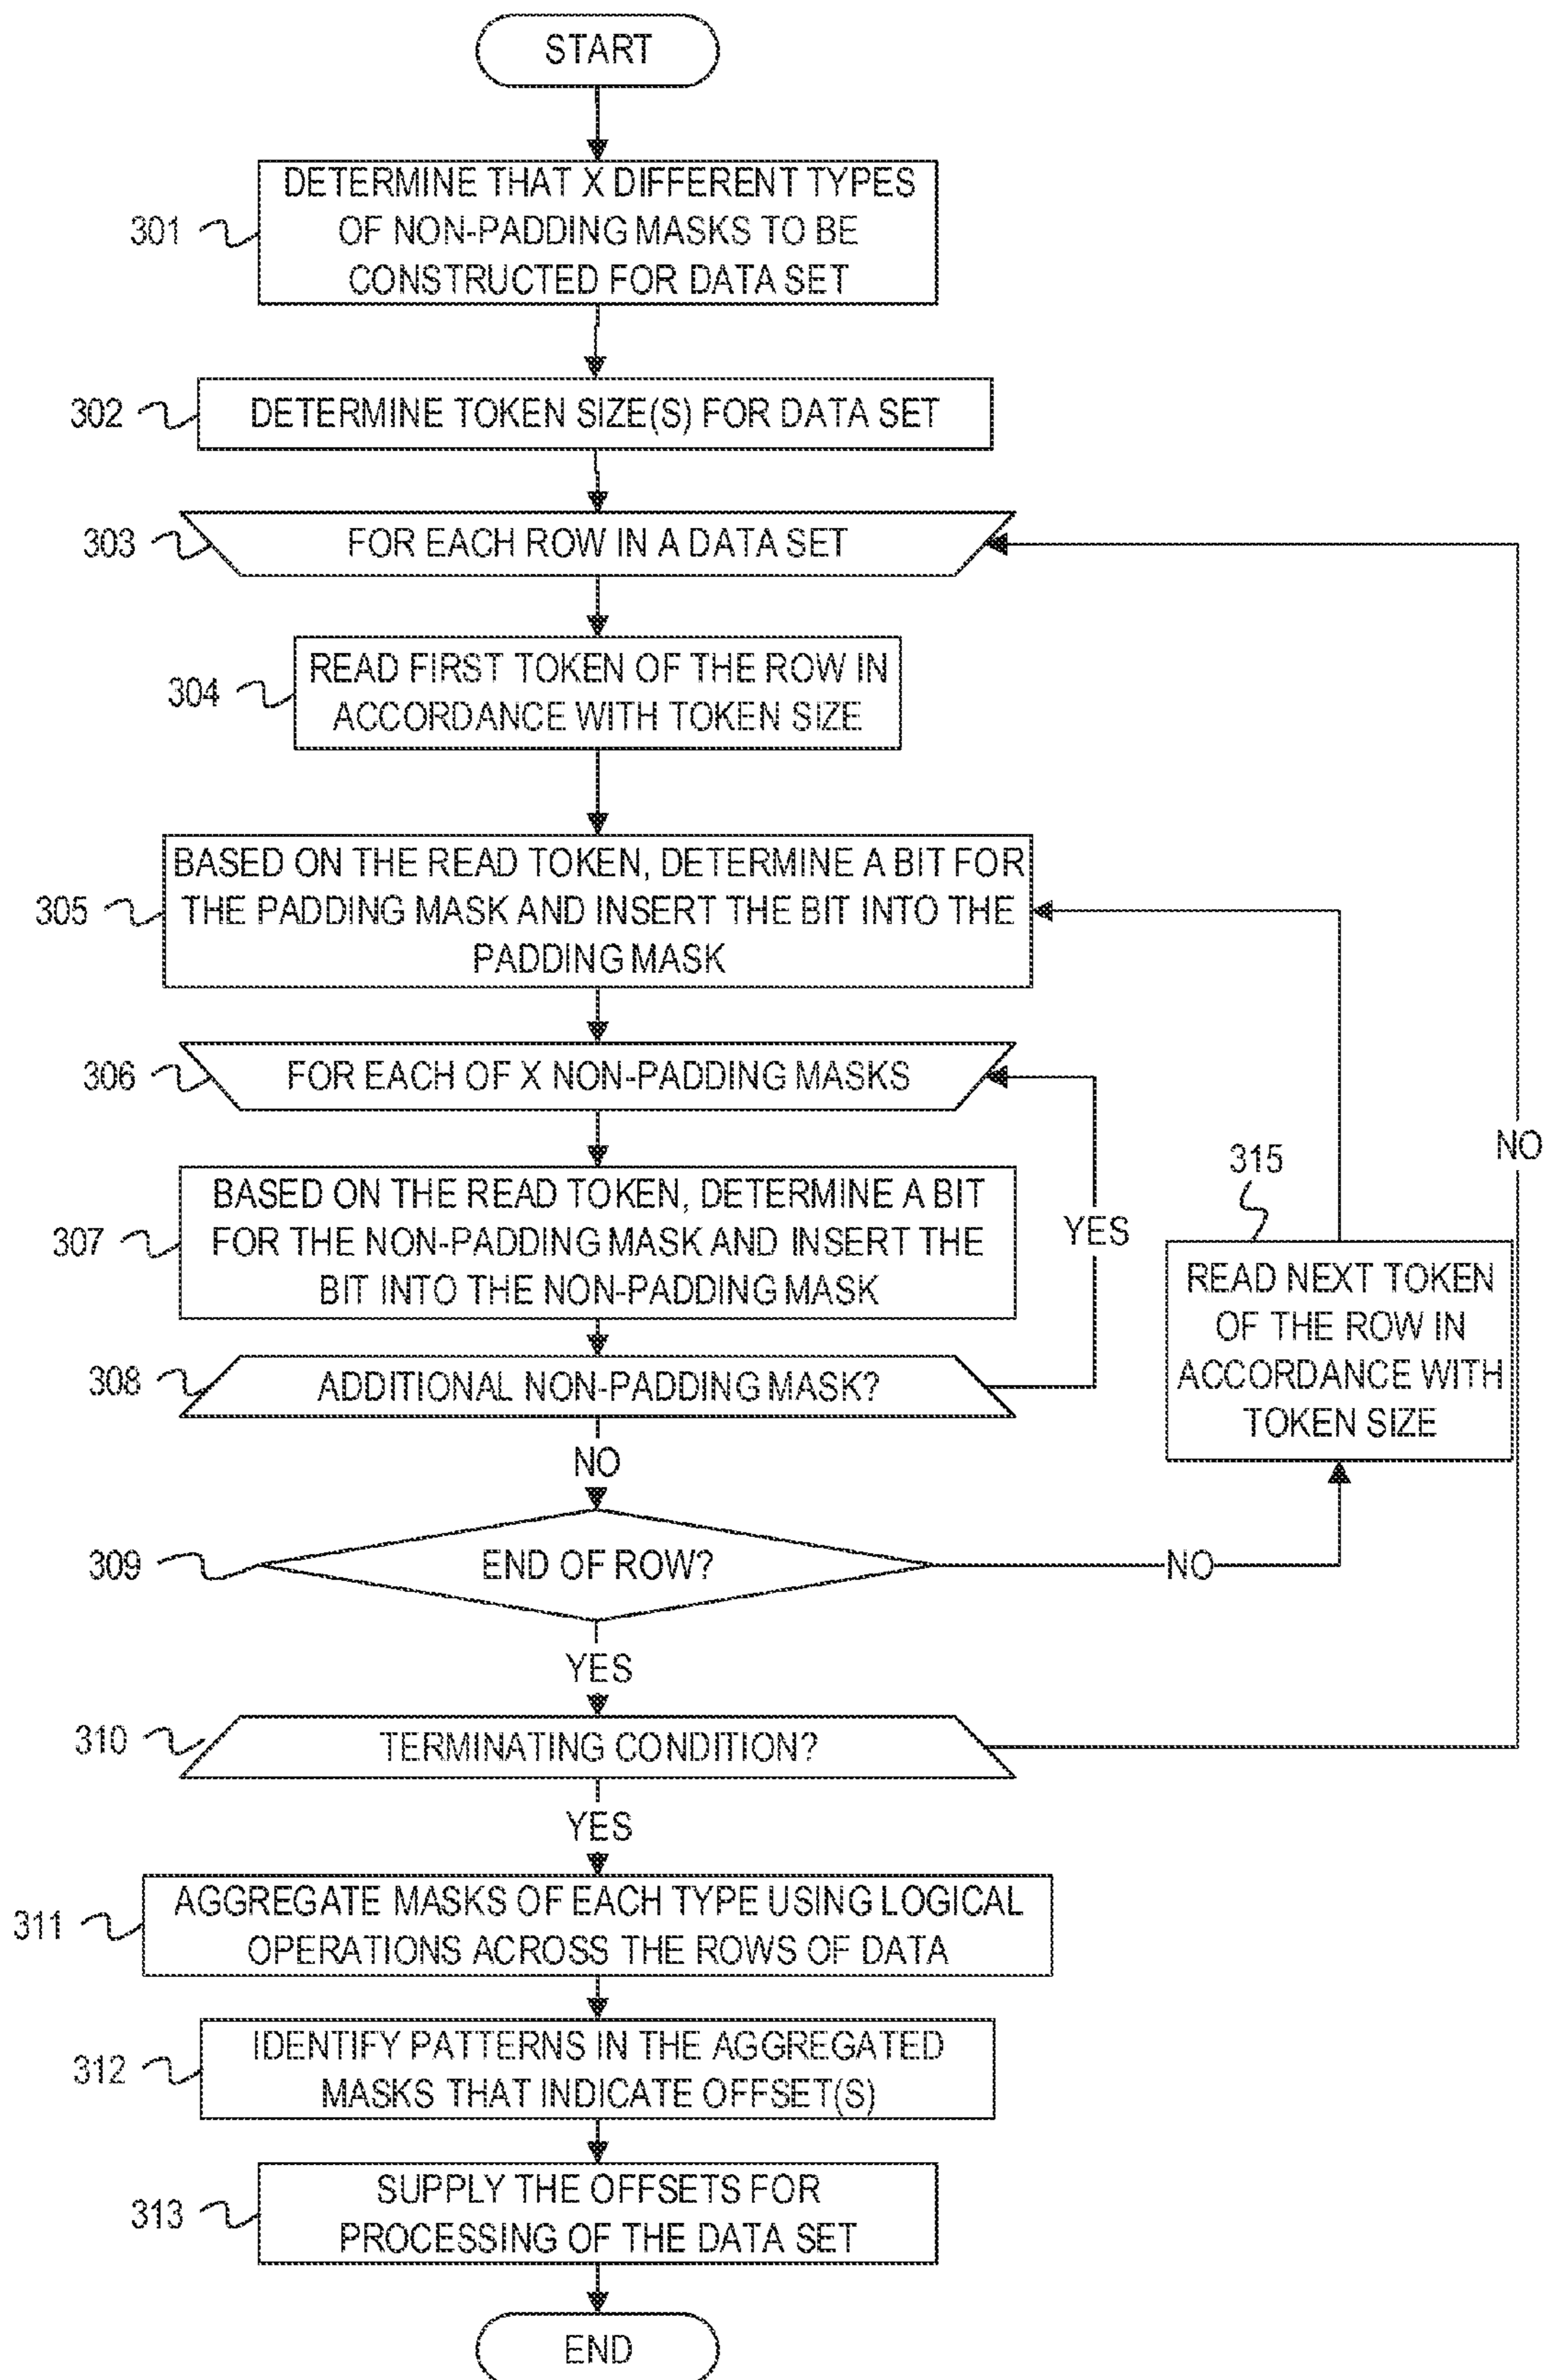 START
DETERMINE THAT X DIFFERENT TYPES
301
OF NON-PADDING MASKS TO BE
CONSTRUCTED FOR DATA SET
302
DETERMINE TOKEN SIZE(S) FOR DATA SET
303
FOR EACH ROW IN A DATA SET
READ FIRST TOKEN OF THE ROW IN
304
ACCORDANCE WITH TOKEN SIZE
BASED ON THE READ TOKEN, DETERMINE A BIT FOR
305
THE PADDING MASK AND INSERT THE BIT INTO THE
PADDING MASK
306
FOR EACH OF X NON-PADDING MASKS
NO
315
BASED ON THE READ TOKEN, DETERMINE A BIT
307
FOR THE NON-PADDING MASK AND INSERT THE
BIT INTO THE NON-PADDING MASK
YES
READ NEXT TOKEN
OF THE ROW IN
ACCORDANCE WITH
TOKEN SIZE
308
ADDITIONAL NON-PADDING MASK?
NO
309
END OF ROW?
NO
YES
310
TERMINATING CONDITION?
YES
AGGREGATE MASKS OF EACH TYPE USING LOGICAL
311
OPERATIONS ACROSS THE ROWS OF DATA
IDENTIFY PATTERNS IN THE AGGREGATED
312
MASKS THAT INDICATE OFFSET(S)
SUPPLY THE OFFSETS FOR
313
PROCESSING OF THE DATA SET
END